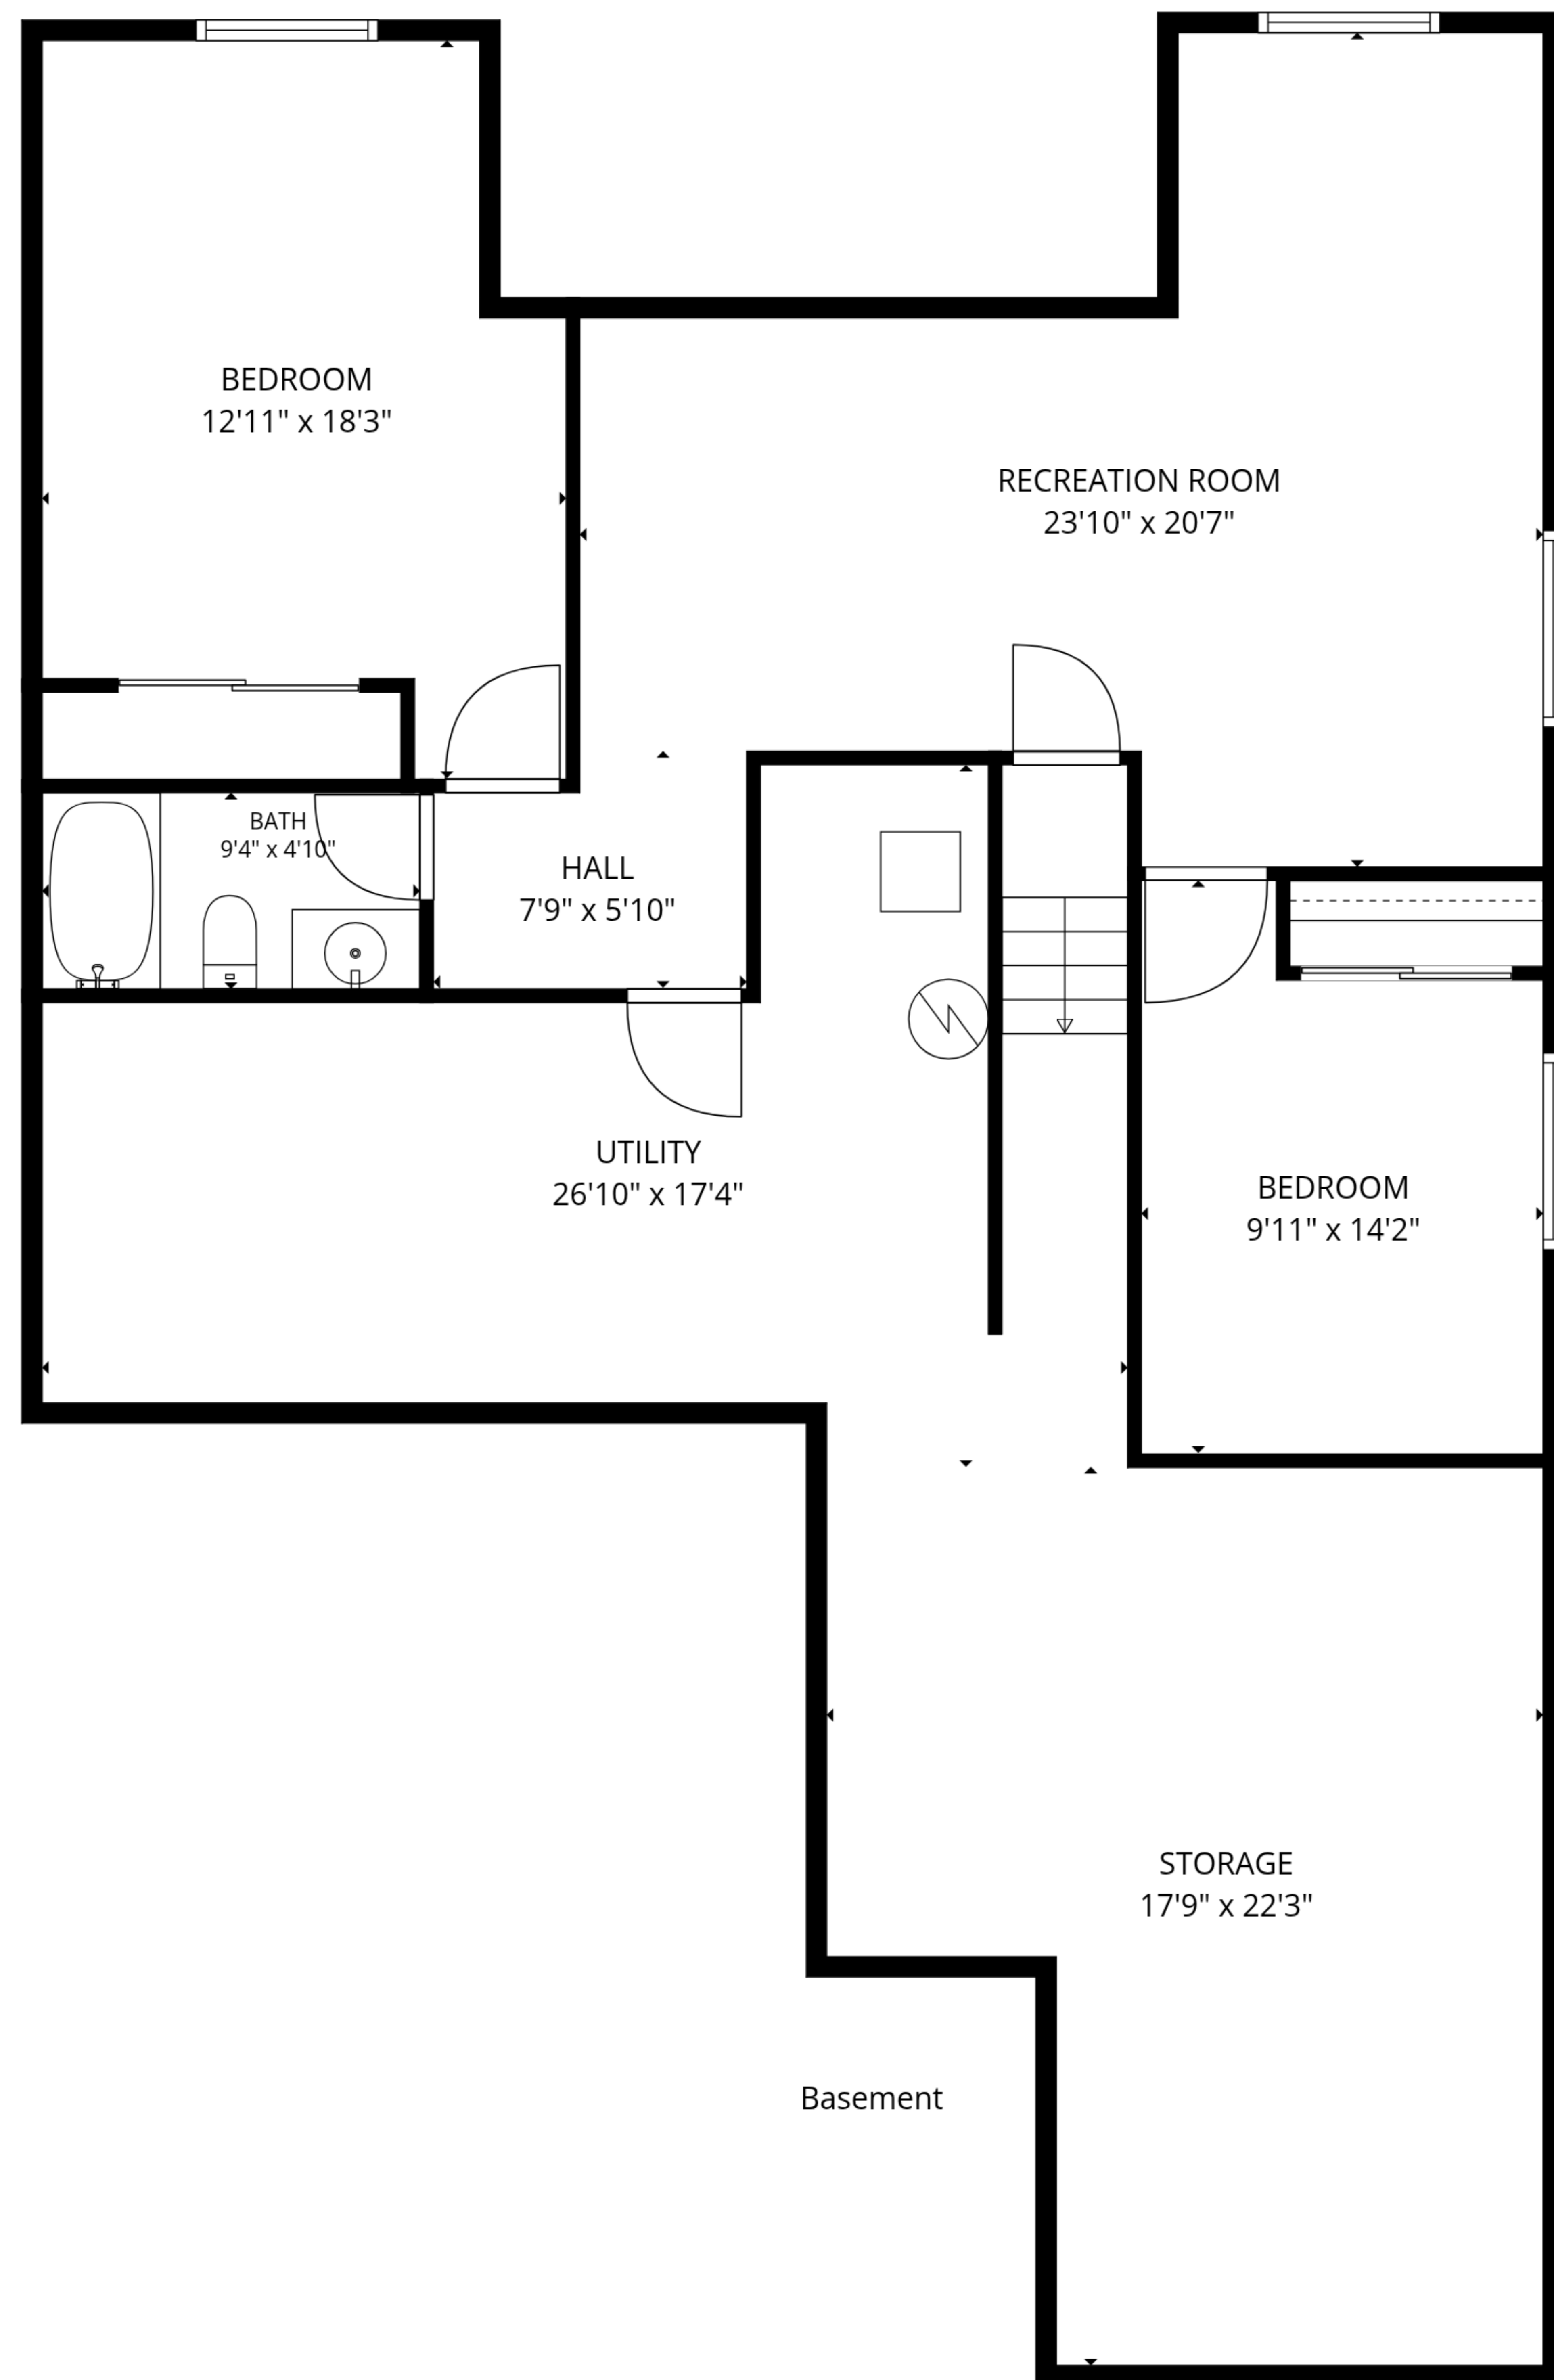 BEDROOM
12'11" x 18'3"
RECREATION ROOM
23'10" x 20'7"
BATH
9'4" x 4'10"
HALL
7'9" x 5'10"
UTILITY
26'10" x 17'4"
BEDROOM
9'11" x 14'2"
STORAGE
17'9" x 22'3"
Basement